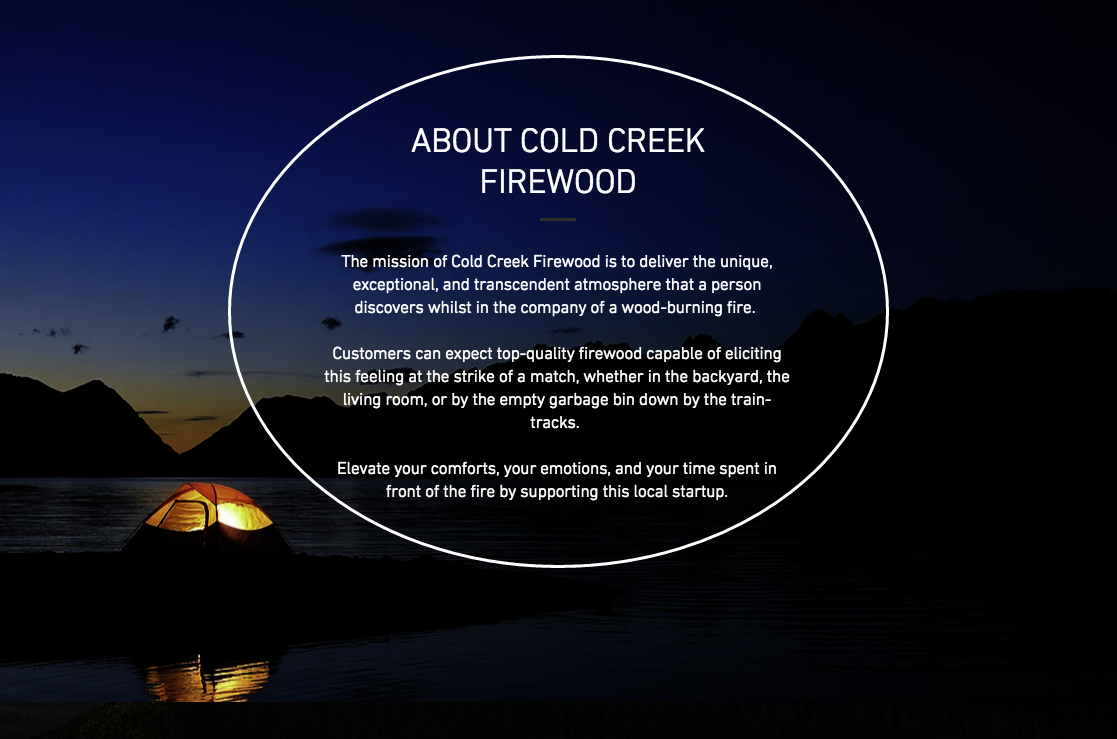 ABOUT COLD CREEK
FIREWOOD
The mission of Cold Creek Firewood is to deliver the unique,
exceptional, and transcendent atmosphere that a person
discovers whilst in the company of a wood-burning fire.
Customers can expect top-quality firewood capable of eliciting
this feeling at the strike of a match, whether in the backyard, the
living room, or by the empty garbage bin down by the train-
tracks.
Elevate your comforts, your emotions, and your time spent in
front of the fire by supporting this local startup.